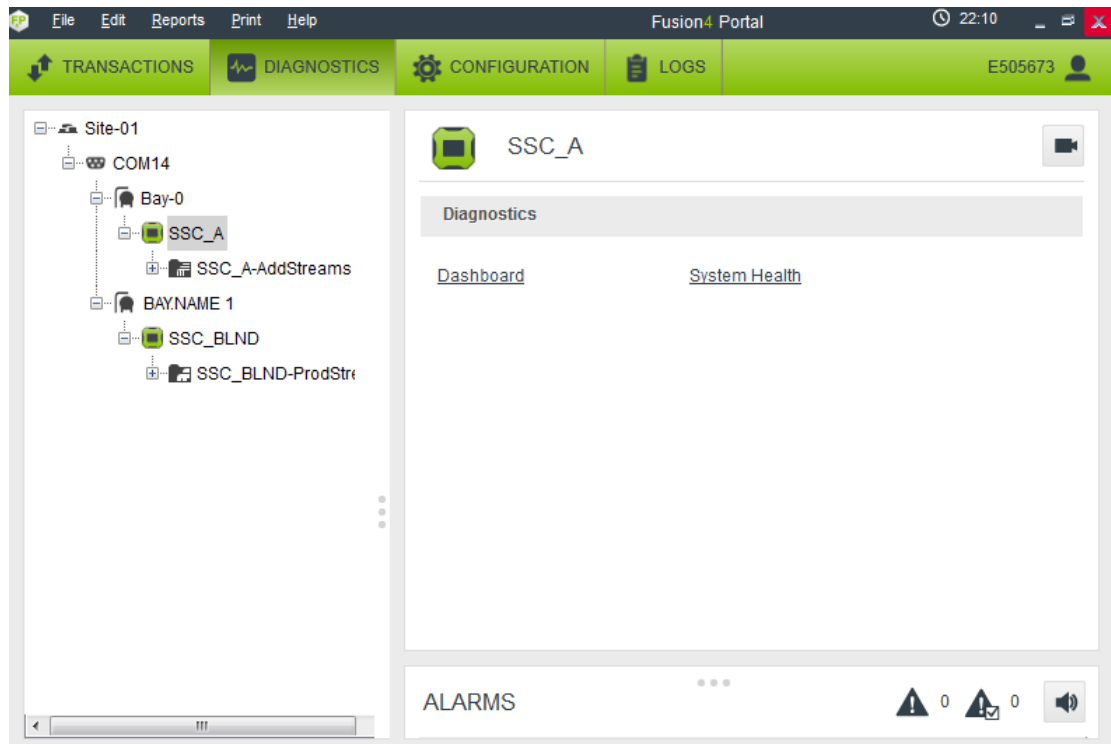 FP File Edit Reports Print Help Fusion4 Portal 22:10
TRANSACTIONS DIAGNOSTICS CONFIGURATION LOGS E505673
Site-01
COM14
Bay-0
SSC_A
SSC_A-AddStreams
BAY.NAME 1
SSC_BLND
SSC_BLND-ProdStre
SSC_A
Diagnostics
Dashboard System Health
ALARMS 0 0